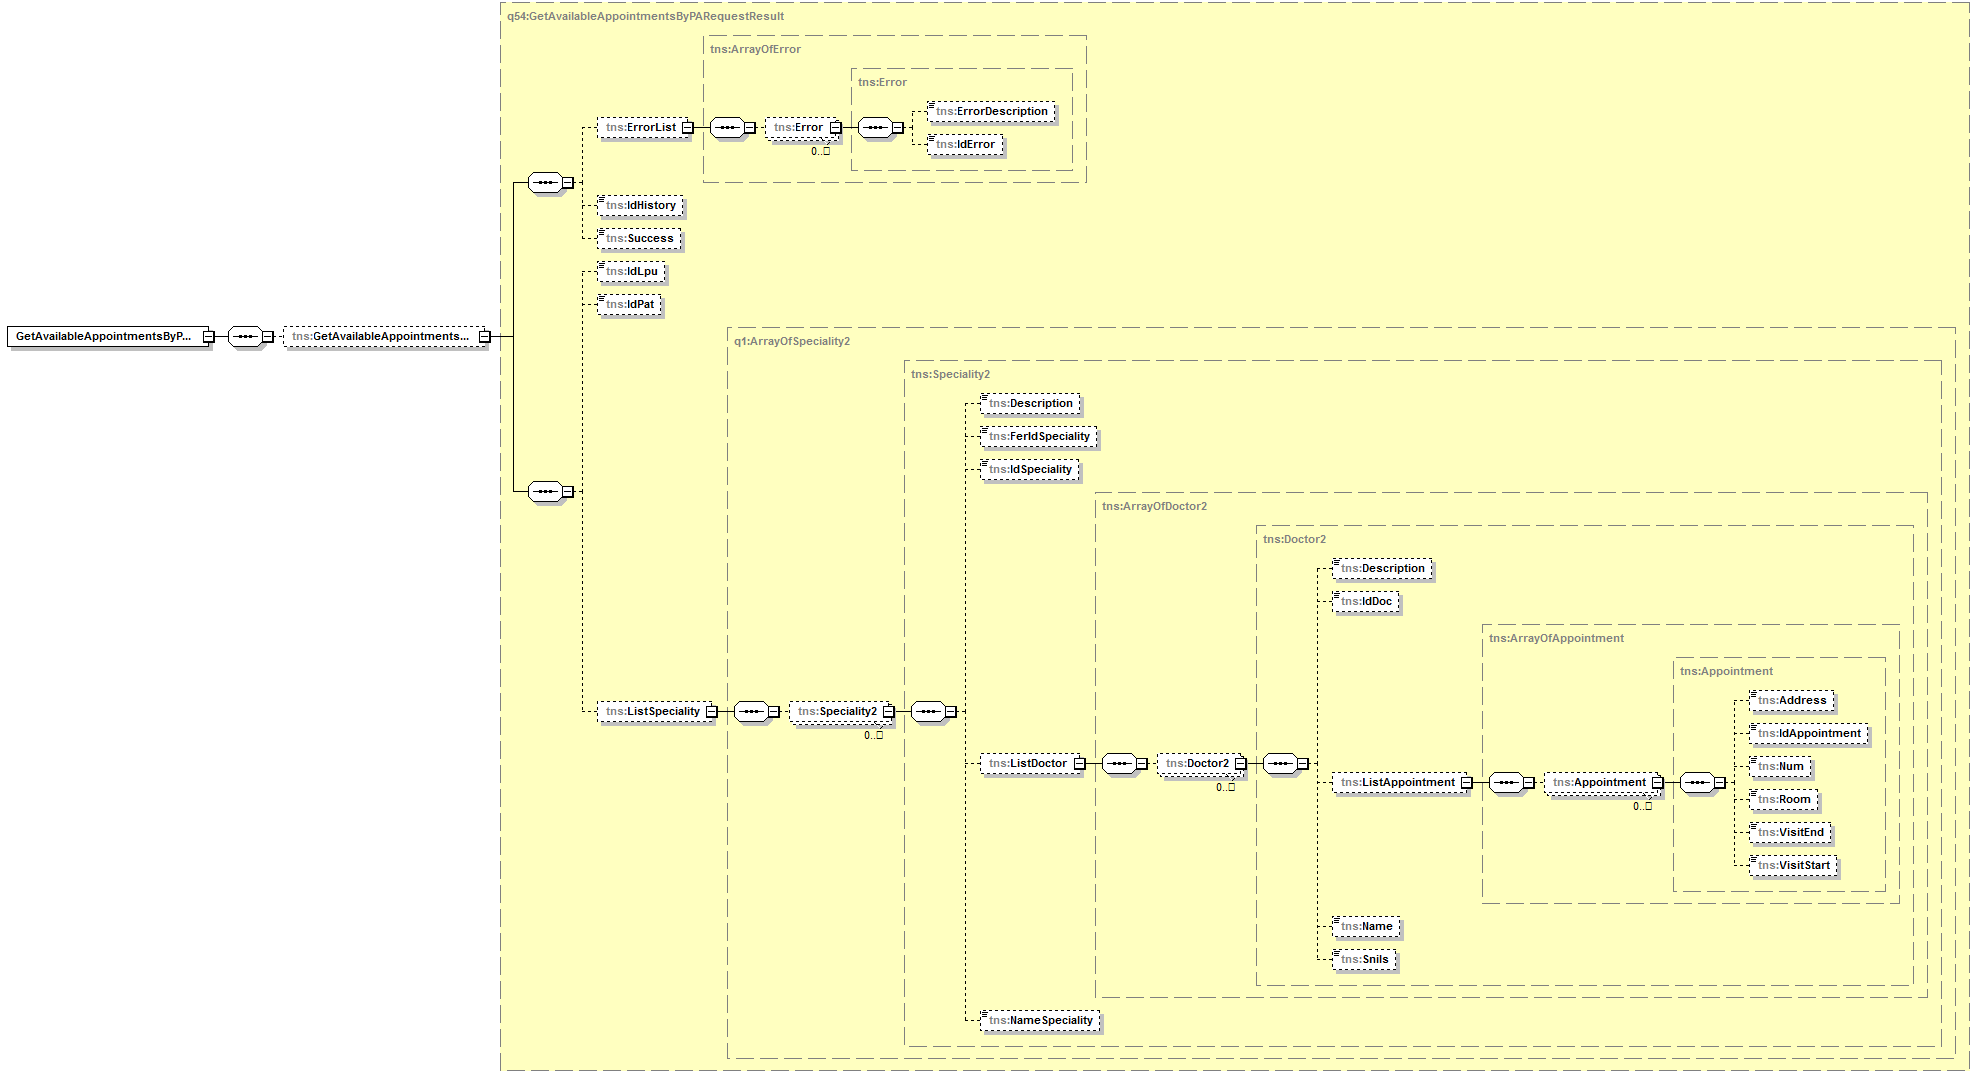 q54:GetAvailableAppointmentsByPARequestResult
tns:ArrayOfError
tns:Error
tns:ErrorDescription
tns:ErrorList
tns:Error
0..□
tns:IdError
tns:IdHistory
tns:Success
tns:IdLpu
tns:IdPat
GetAvailableAppointmentsByP...
tns:GetAvailableAppointments...
q1:ArrayOfSpeciality2
tns:Speciality2
tns:Description
tns:FerIdSpeciality
tns:IdSpeciality
tns:ArrayOfDoctor2
tns:Doctor2
tns:Description
tns:IdDoc
tns:ArrayOfAppointment
tns:Appointment
tns:Address
tns:ListSpeciality
tns:Speciality2
0..□
tns:IdAppointment
tns:ListDoctor
tns:Doctor2
0..□
tns:Num
tns:ListAppointment
tns:Appointment
0..□
tns:Room
tns:VisitEnd
tns:VisitStart
tns:Name
tns:Snils
tns:NameSpeciality